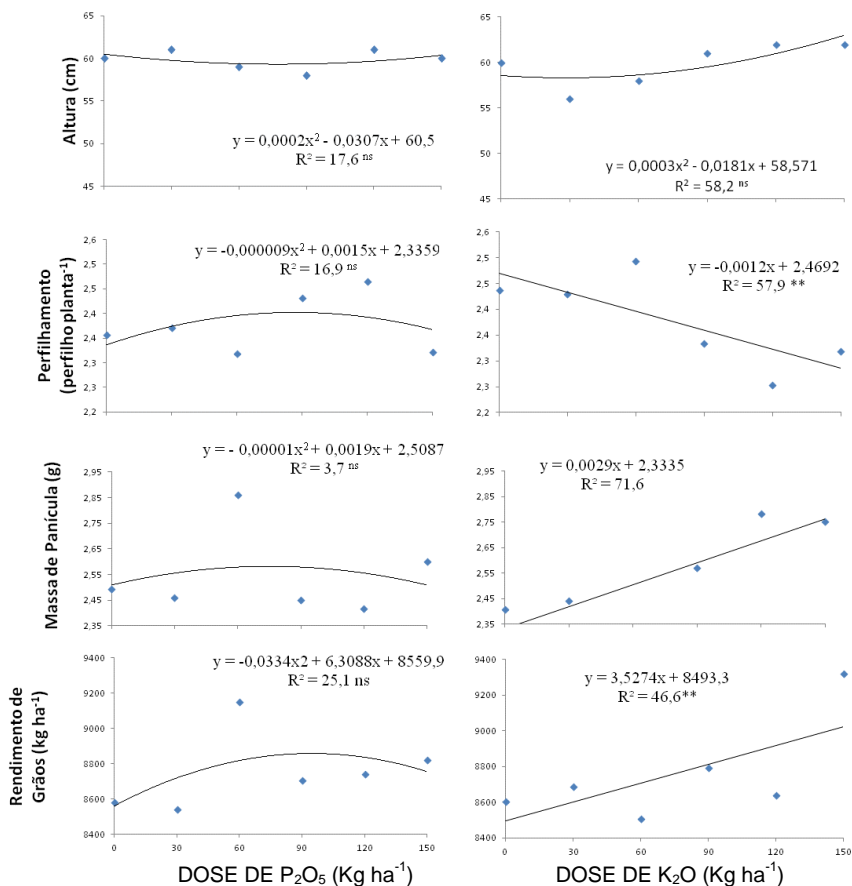 Altura (cm)
65
60
55
50
45
y = 0,0002x² - 0,0307x + 60,5
R² = 17,6 ns
65
60
55
50
45
y = 0,0003x² - 0,0181x + 58,571
R² = 58,2 ns
Perfilhamento
(perfilho planta⁻¹)
2,6
2,5
2,5
2,4
2,4
2,3
2,3
2,2
y = -0,000009x² + 0,0015x + 2,3359
R² = 16,9 ns
2,6
2,5
2,5
2,4
2,4
2,3
2,3
2,2
y = -0,0012x + 2,4692
R² = 57,9 **
Massa de Panícula (g)
2,95
2,85
2,75
2,65
2,55
2,45
2,35
y = - 0,00001x² + 0,0019x + 2,5087
R² = 3,7 ns
2,95
2,85
2,75
2,65
2,55
2,45
2,35
y = 0,0029x + 2,3335
R² = 71,6
Rendimento de
Grãos (kg ha⁻¹)
9400
9200
9000
8800
8600
8400
y = -0,0334x2 + 6,3088x + 8559,9
R² = 25,1 ns
0 30 60 90 120 150
DOSE DE P₂O₅ (Kg ha⁻¹)
9400
9200
9000
8800
8600
8400
y = 3,5274x + 8493,3
R² = 46,6**
0 30 60 90 120 150
DOSE DE K₂O (Kg ha⁻¹)